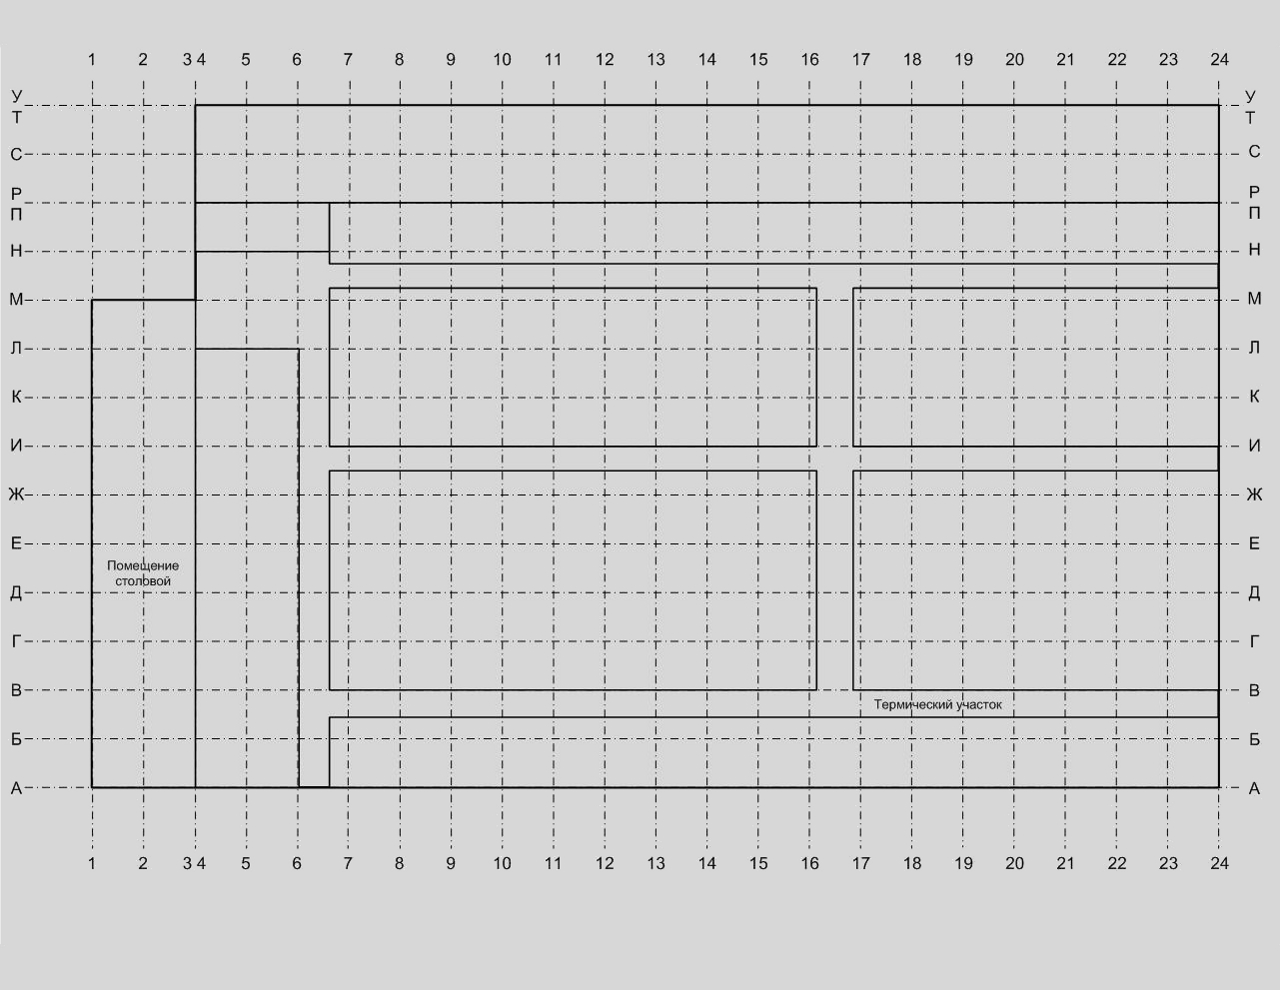 1 2 3 4 5 6 7 8 9 10 11 12 13 14 15 16 17 18 19 20 21 22 23 24
У У
Т Т
С С
Р Р
П П
Н Н
М М
Л Л
К К
И И
Ж Ж
Е Е
Помещение
столовой
Д Д
Г Г
В В
Термический участок
Б Б
А А
1 2 3 4 5 6 7 8 9 10 11 12 13 14 15 16 17 18 19 20 21 22 23 24